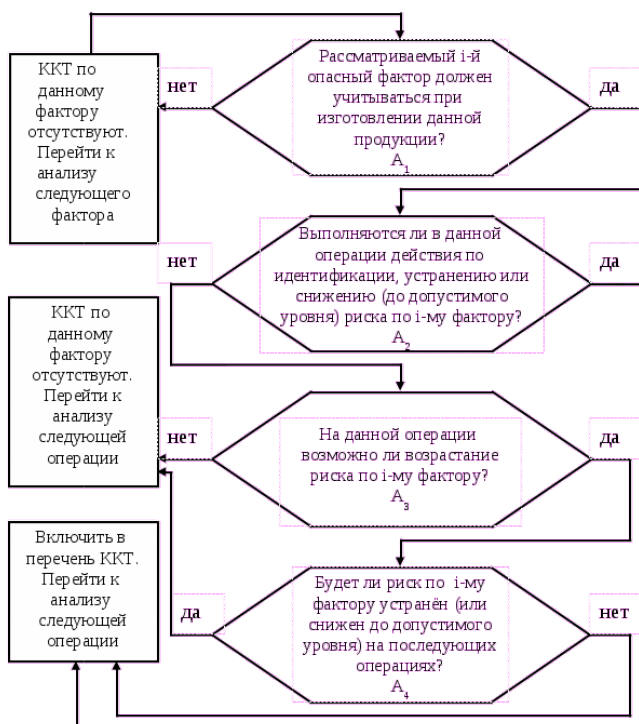 ККТ по
данному
фактору
отсутствуют.
Перейти к
анализу
следующего
фактора
нет
Рассматриваемый i-й
опасный фактор должен
учитываться при
изготовлении данной
продукции?
А1
да
нет
Выполняются ли в данной
операции действия по
идентификации, устранению или
снижению (до допустимого
уровня) риска по i-му фактору?
А2
да
ККТ по
данному
фактору
отсутствуют.
Перейти к
анализу
следующей
операции
нет
На данной операции
возможно ли возрастание
риска по i-му фактору?
А3
да
Включить в
перечень ККТ.
Перейти к
анализу
следующей
операции
да
Будет ли риск по i-му
фактору устранён (или
снижен до допустимого
уровня) на последующих
операциях?
А4
нет